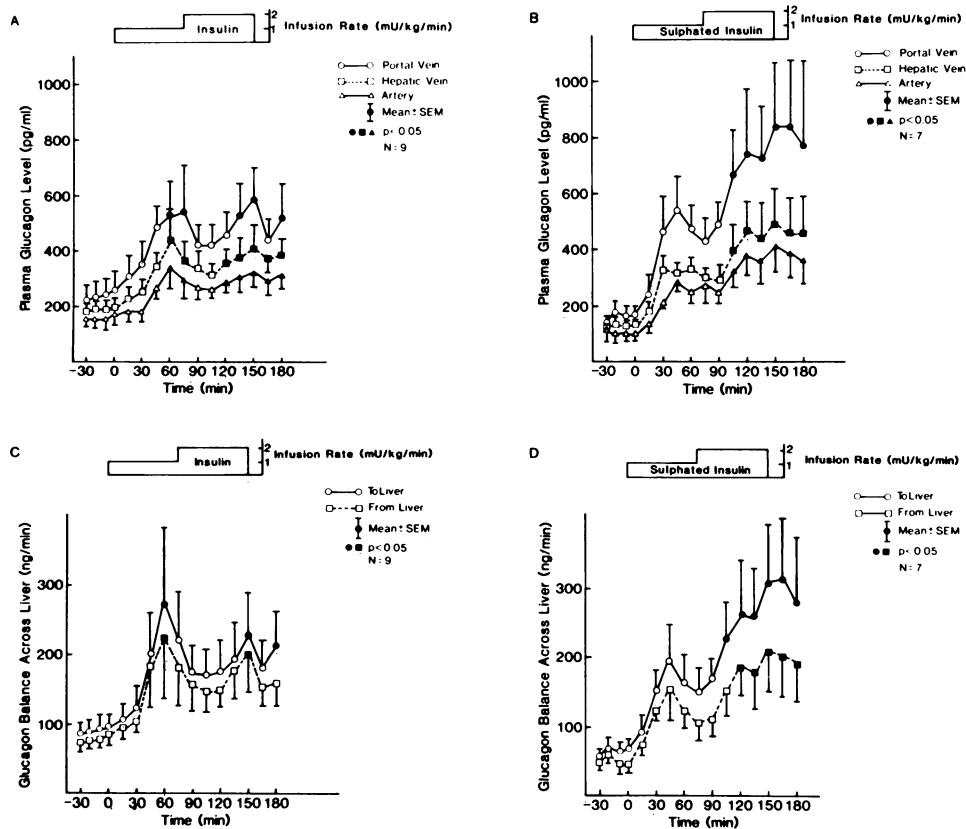 A
2
1
Infusion Rate (mU/kg/min)
Insulin
Portal Vein
Hepatic Vein
Artery
Mean ± SEM
p< 0.05
N = 9
Plasma Glucagon Level (pg/ml)
1000
800
600
400
200
-30 0 30 60 90 120 150 180
Time (min)
B
2
1
Infusion Rate (mU/kg/min)
Sulphated Insulin
Portal Vein
Hepatic Vein
Artery
Mean ± SEM
p< 0.05
N = 7
Plasma Glucagon Level (pg/ml)
1000
800
600
400
200
-30 0 30 60 90 120 150 180
Time (min)
C
2
1
Infusion Rate (mU/kg/min)
Insulin
To Liver
From Liver
Mean ± SEM
p< 0.05
N = 9
Glucagon Balance Across Liver (ng/min)
300
200
100
-30 0 30 60 90 120 150 180
Time (min)
D
2
1
Infusion Rate (mU/kg/min)
Sulphated Insulin
To Liver
From Liver
Mean ± SEM
p< 0.05
N = 7
Glucagon Balance Across Liver (ng/min)
300
200
100
-30 0 30 60 90 120 150 180
Time (min)